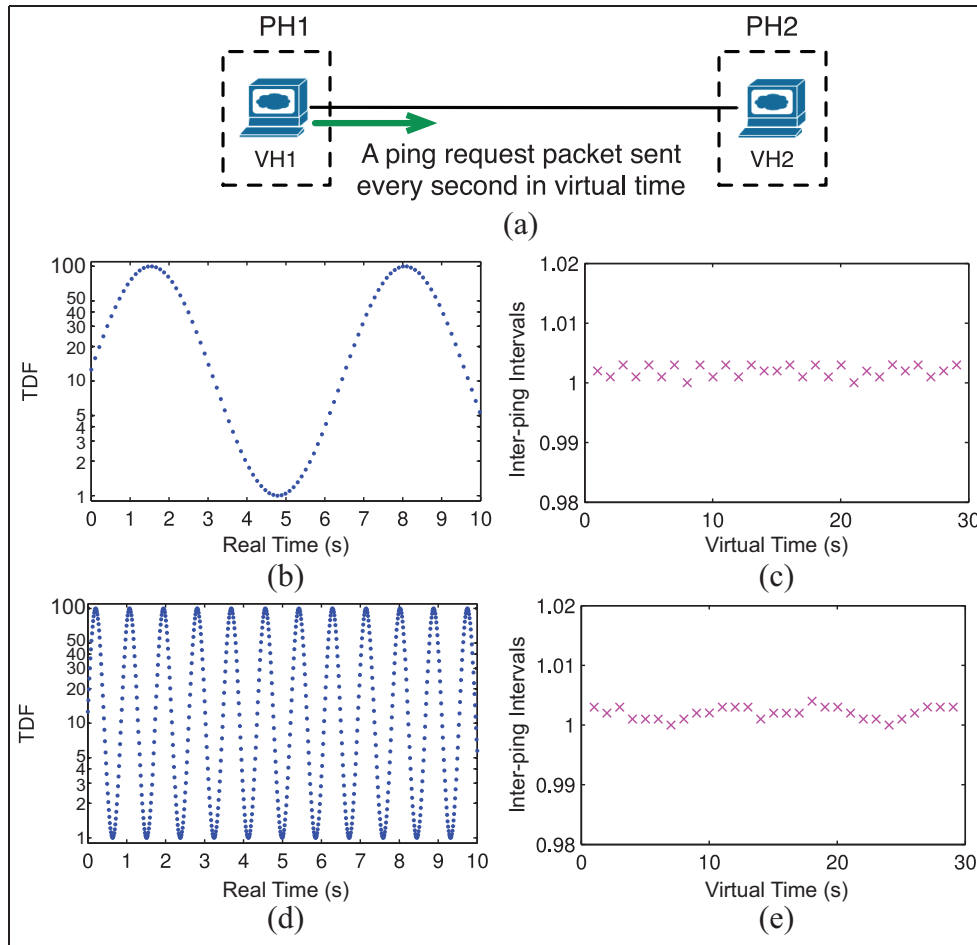 PH1 PH2
VH1 VH2
A ping request packet sent
every second in virtual time
(a)
100
50
40
30
20
10
5
4
3
2
1
TDF
0 1 2 3 4 5 6 7 8 9 10
Real Time (s)
(b)
1.02
1.01
1
0.99
0.98
Inter-ping Intervals
0 10 20 30
Virtual Time (s)
(c)
100
50
40
30
20
10
5
4
3
2
1
TDF
0 1 2 3 4 5 6 7 8 9 10
Real Time (s)
(d)
1.02
1.01
1
0.99
0.98
Inter-ping Intervals
0 10 20 30
Virtual Time (s)
(e)